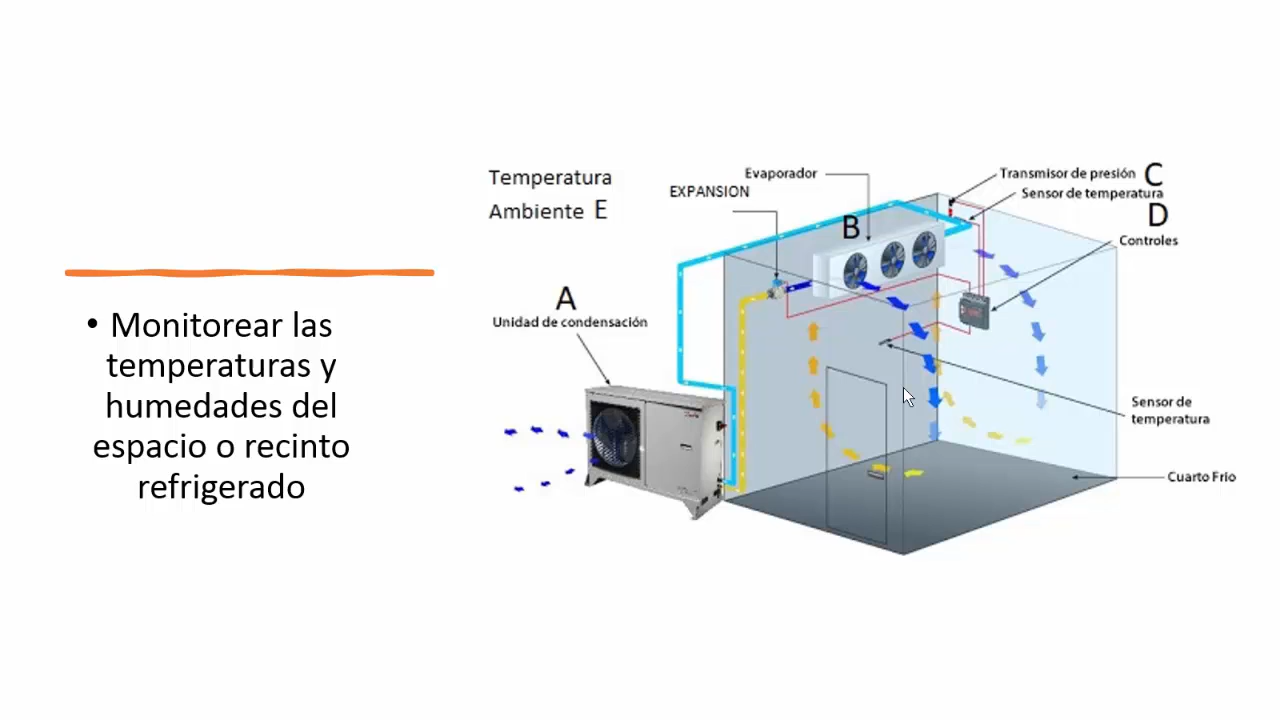 • Monitorear las
temperaturas y
humedades del
espacio o recinto
refrigerado
Temperatura
Ambiente E
EXPANSION
Evaporador
Transmisor de presión C
Sensor de temperatura
D
Controles
B
A
Unidad de condensación
Sensor de
temperatura
Cuarto Frio